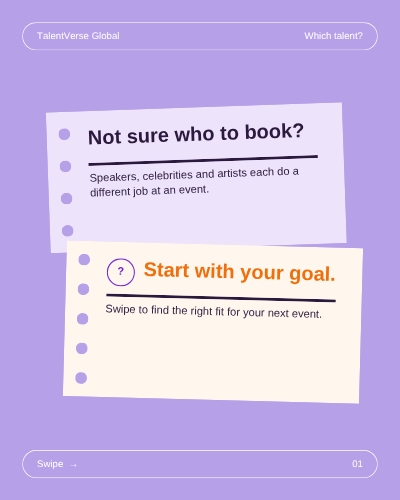 TalentVerse Global
Which talent?
Not sure who to book?
Speakers, celebrities and artists each do a
different job at an event.
?
Start with your goal.
Swipe to find the right fit for your next event.
Swipe →
01